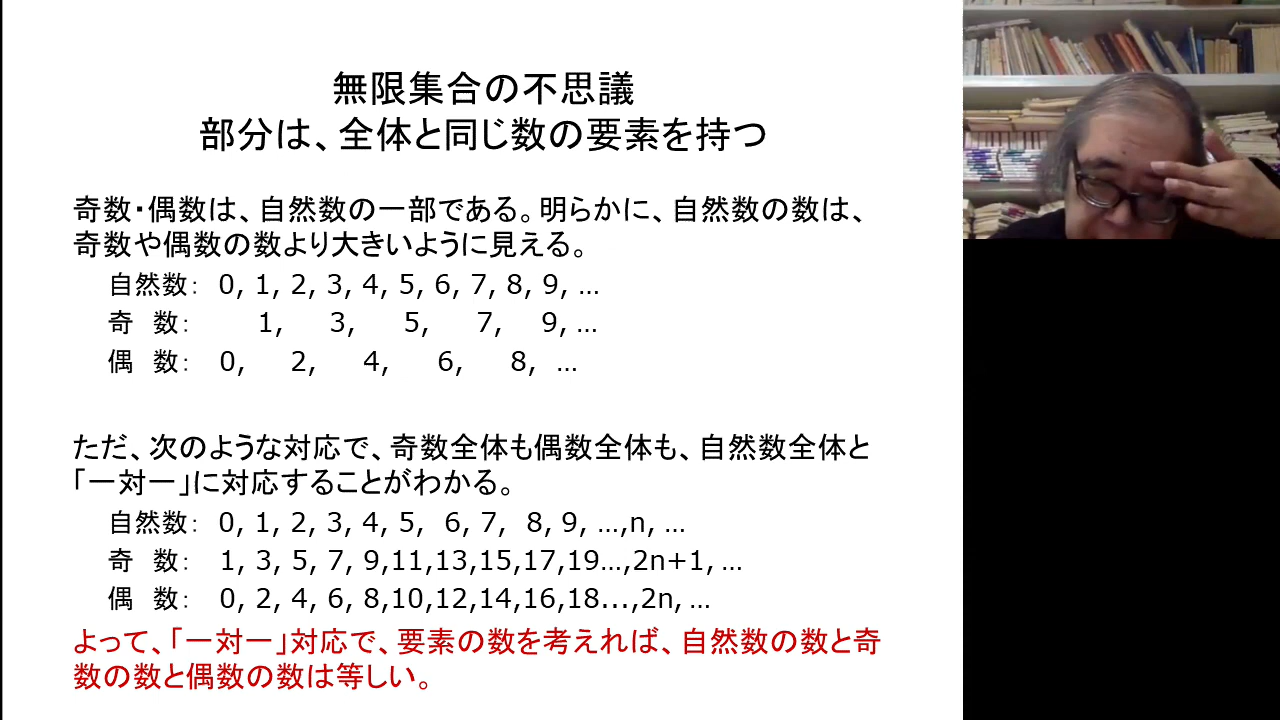 無限集合の不思議
部分は、全体と同じ数の要素を持つ
奇数・偶数は、自然数の一部である。明らかに、自然数の数は、
奇数や偶数の数より大きいように見える。
自然数: 0, 1, 2, 3, 4, 5, 6, 7, 8, 9, …
奇 数: 1, 3, 5, 7, 9, …
偶 数: 0, 2, 4, 6, 8, …
ただ、次のような対応で、奇数全体も偶数全体も、自然数全体と
「一対一」に対応することがわかる。
自然数: 0, 1, 2, 3, 4, 5, 6, 7, 8, 9, …,n, …
奇 数: 1, 3, 5, 7, 9,11,13,15,17,19…,2n+1, …
偶 数: 0, 2, 4, 6, 8,10,12,14,16,18...,2n, …
よって、「一対一」対応で、要素の数を考えれば、自然数の数と奇
数の数と偶数の数は等しい。